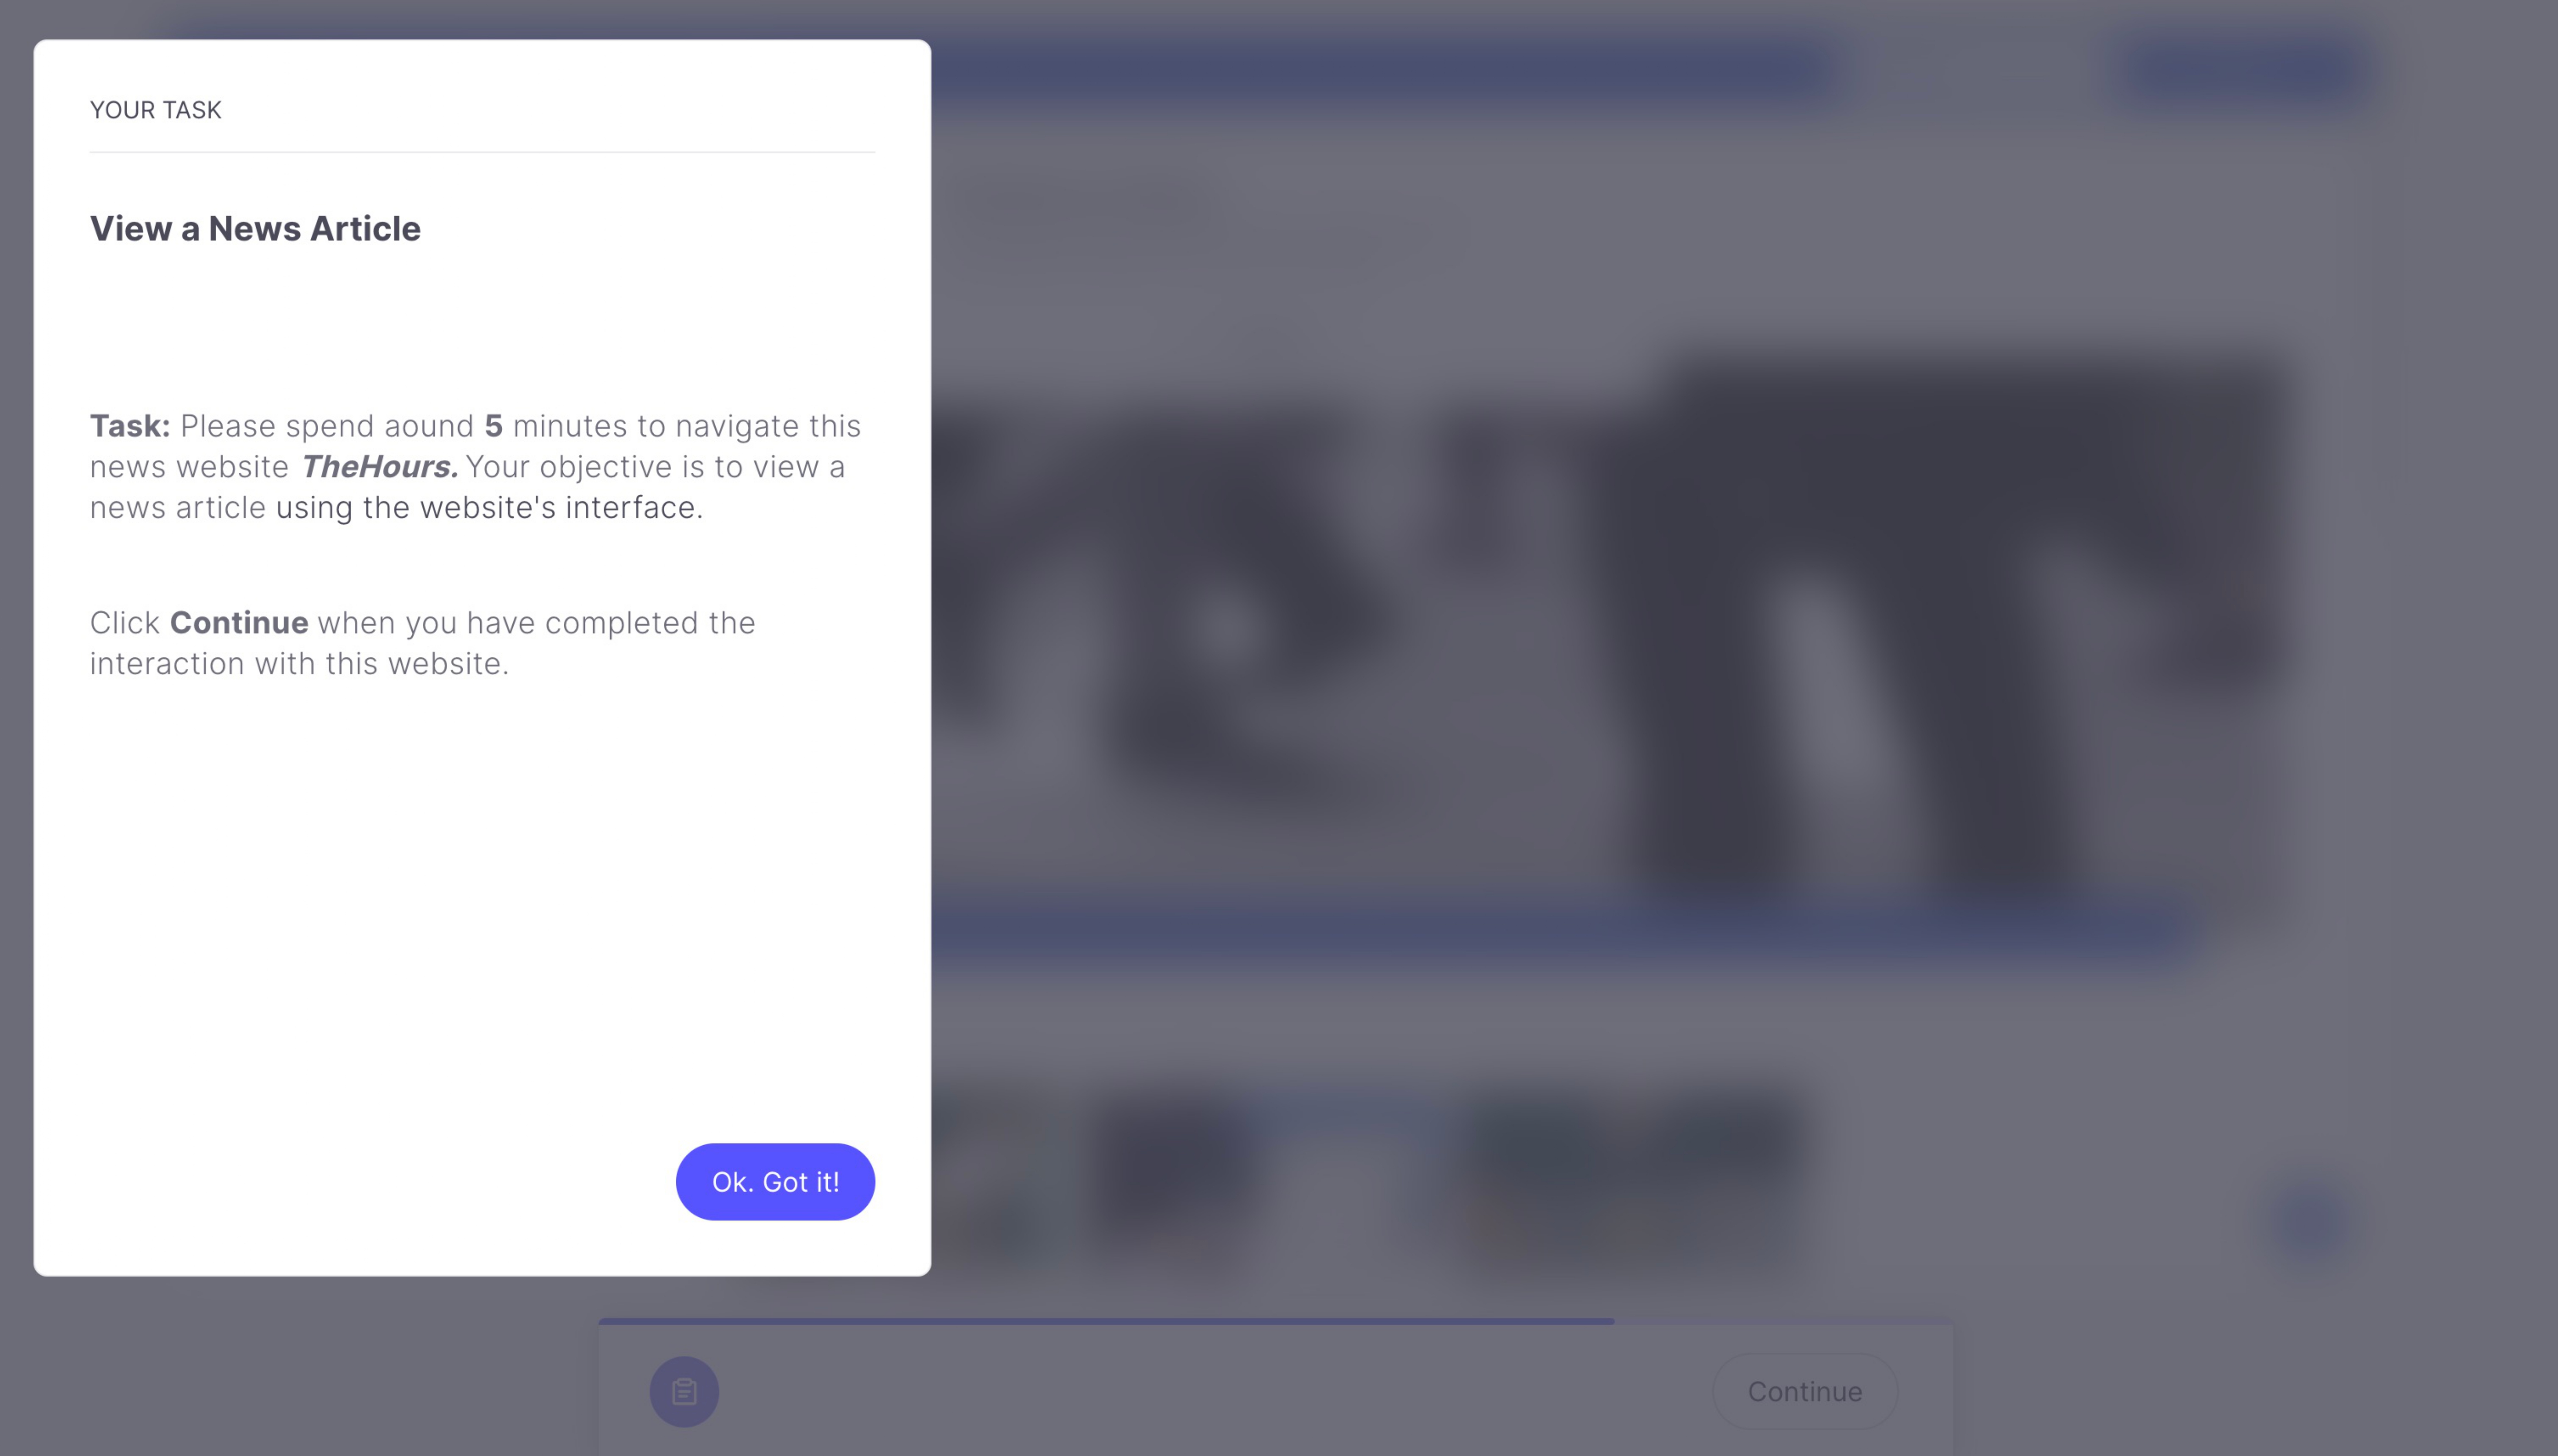 YOUR TASK
View a News Article
Task: Please spend aound 5 minutes to navigate this
news website TheHours. Your objective is to view a
news article using the website's interface.
Click Continue when you have completed the
interaction with this website.
Ok. Got it!
Continue